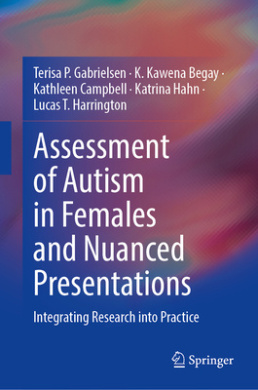 Terisa P. Gabrielsen · K. Kawena Begay ·
Kathleen Campbell · Katrina Hahn ·
Lucas T. Harrington
Assessment
of Autism
in Females
and Nuanced
Presentations
Integrating Research into Practice
Springer